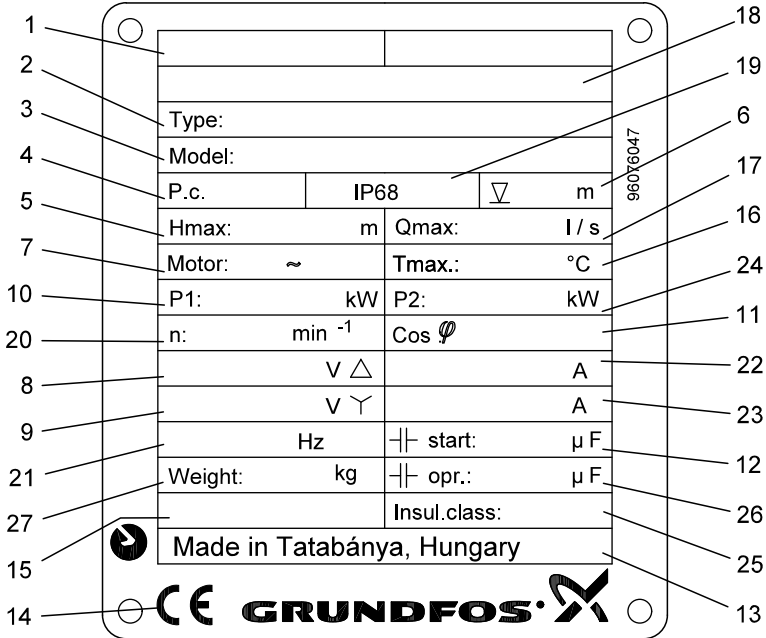 1 18
2 19
3 Type: 6
4 Model: 17
5 P.c. IP68 m 96076047
7 Hmax: m Qmax: l / s 16
10 Motor: ~ Tmax.: °C 24
20 P1: kW P2: kW 11
8 n: min -1 Cos φ 22
9 V △ A 23
21 V Y A 12
27 Hz ⊣⊢ start: µ F 26
15 Weight: kg ⊣⊢ opr.: µ F 25
Insul.class:
Made in Tatabánya, Hungary
14 CE GRUNDFOS 13